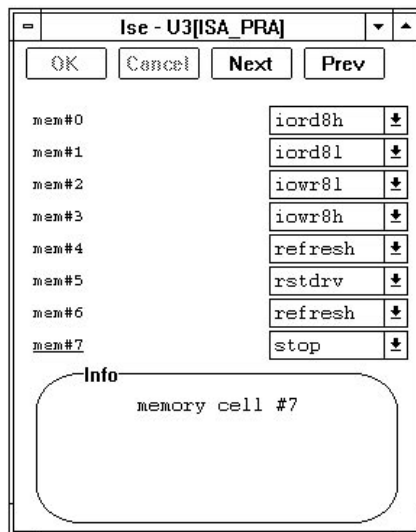 Ise - U3[ISA_PRA]
OK Cancel Next Prev
mem#0 iord8h
mem#1 iord8l
mem#2 iowr8l
mem#3 iowr8h
mem#4 refresh
mem#5 rstdrv
mem#6 refresh
mem#7 stop
Info
memory cell #7